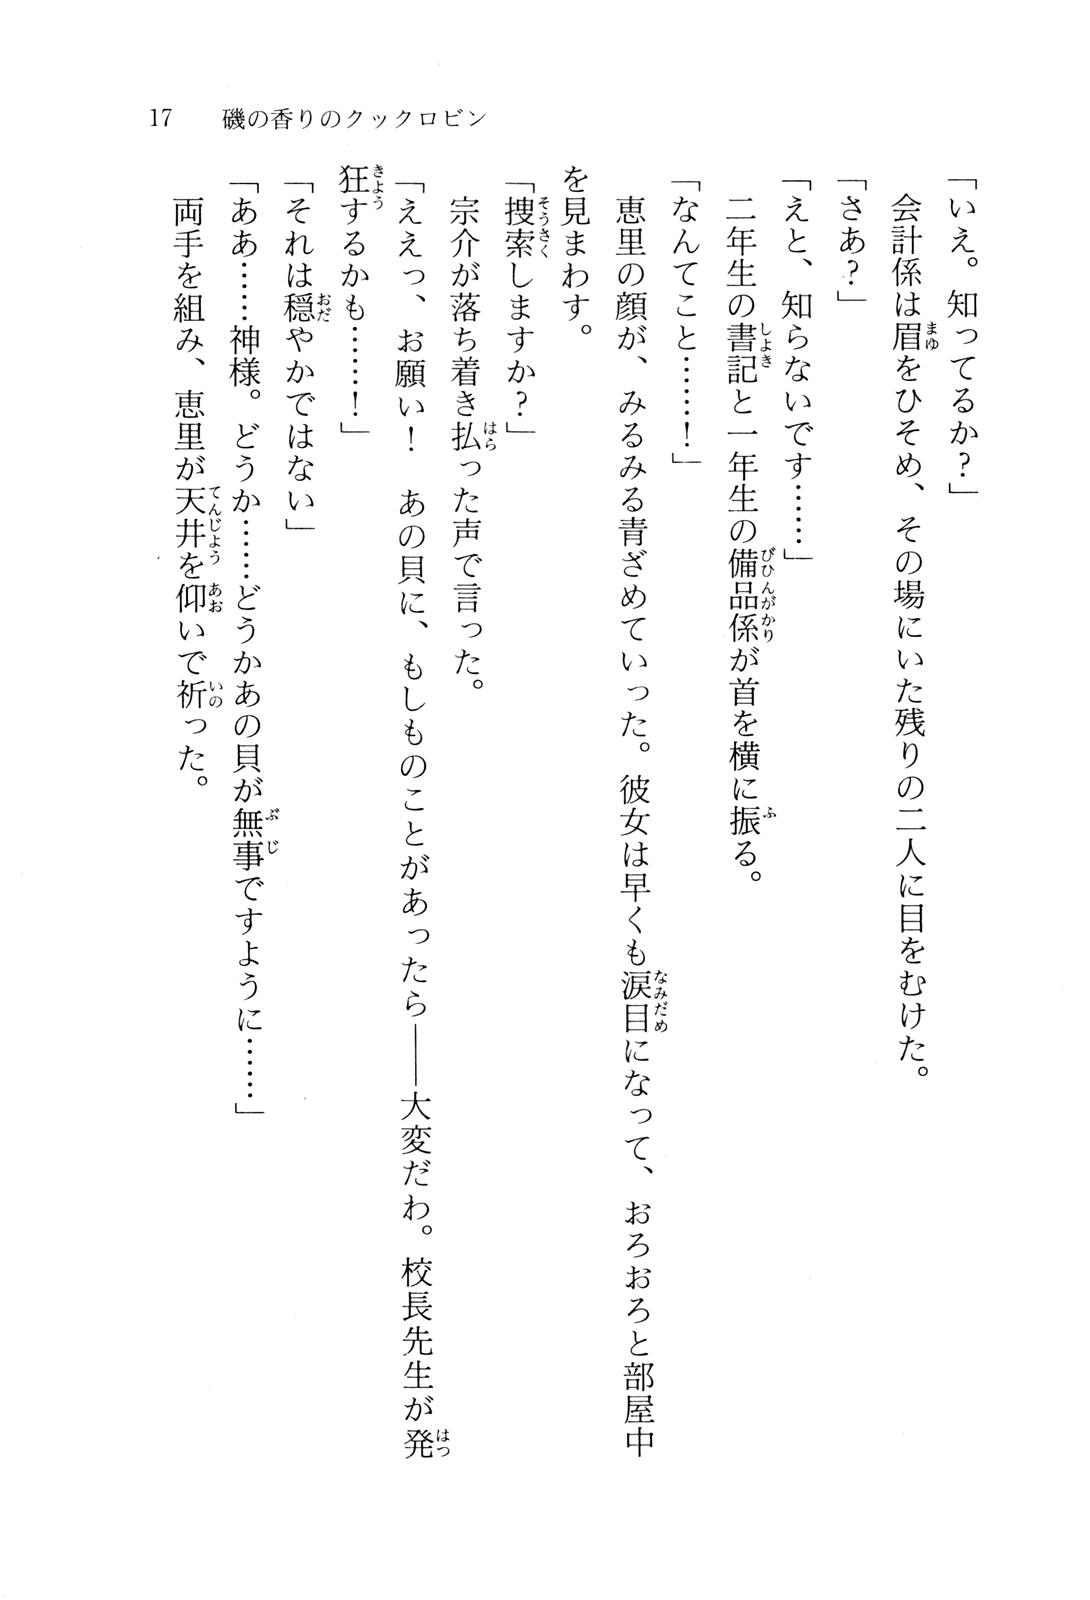 17　磯の香りのクックロビン
「いえ。知ってるか？」
会計係は眉をひそめ、その場にいた残りの二人に目をむけた。
「さあ？」
「えと、知らないです……」
二年生の書記と一年生の備品係が首を横に振る。
「なんてこと……！」
恵里の顔が、みるみる青ざめていった。彼女は早くも涙目になって、おろおろと部屋中
を見まわす。
「捜索しますか？」
宗介が落ち着き払った声で言った。
「ええっ、お願い！　あの貝に、もしものことがあったら――大変だわ。校長先生が発
狂するかも……！」
「それは穏やかではない」
「ああ……神様。どうか……どうかあの貝が無事ですように……」
両手を組み、恵里が天井を仰いで祈った。